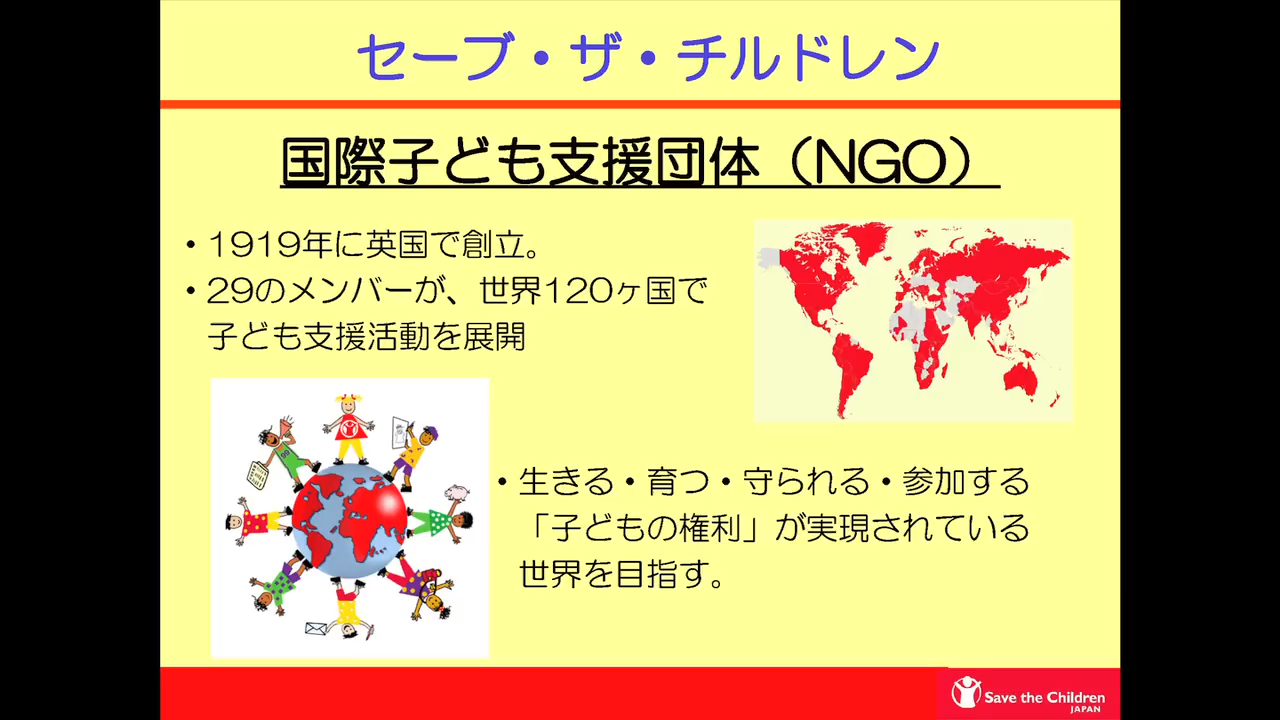 セーブ・ザ・チルドレン
国際子ども支援団体（NGO）
・1919年に英国で創立。
・29のメンバーが、世界120ヶ国で
子ども支援活動を展開
・生きる・育つ・守られる・参加する
「子どもの権利」が実現されている
世界を目指す。
Save the Children
JAPAN